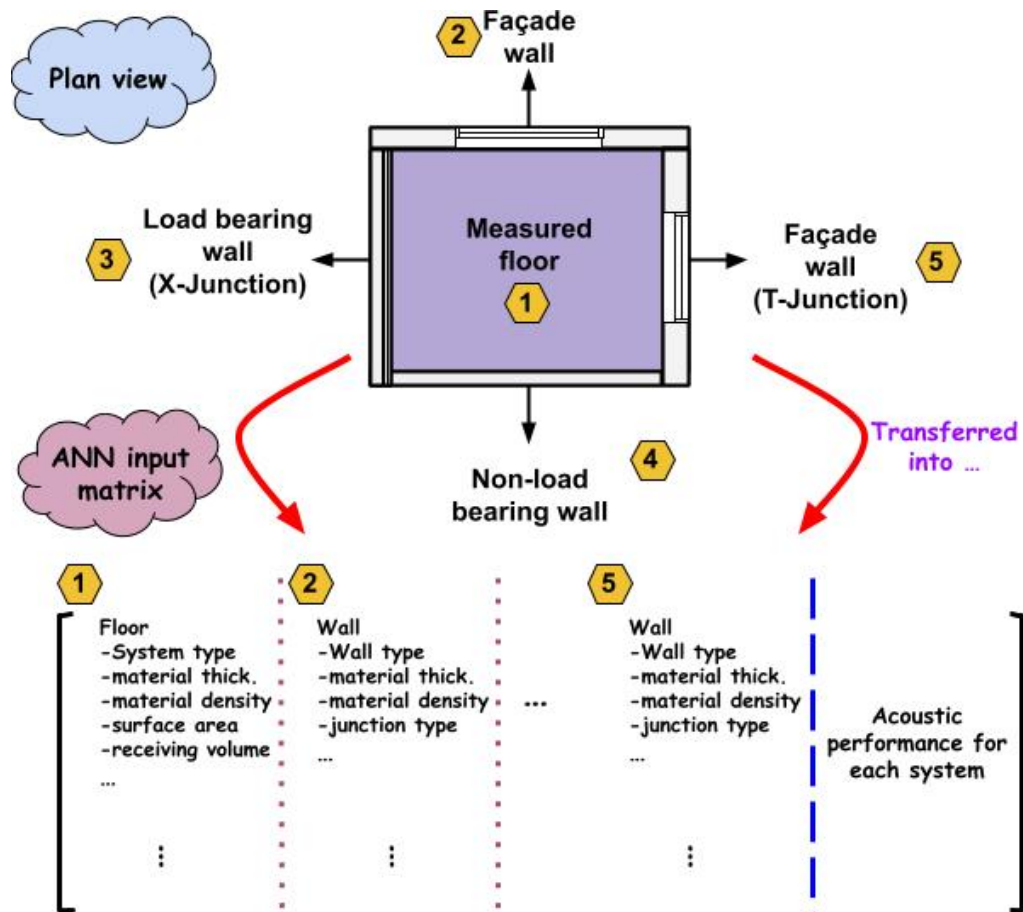 Plan view
2
Façade
wall
3
Load bearing
wall
(X-Junction)
Measured
floor
1
Façade
wall
(T-Junction)
5
ANN input
matrix
4
Non-load
bearing wall
Transferred
into ...
1
Floor
-System type
-material thick.
-material density
-surface area
-receiving volume
...
...
2
Wall
-Wall type
-material thick.
-material density
-junction type
...
...
...
5
Wall
-Wall type
-material thick.
-material density
-junction type
...
...
Acoustic
performance for
each system